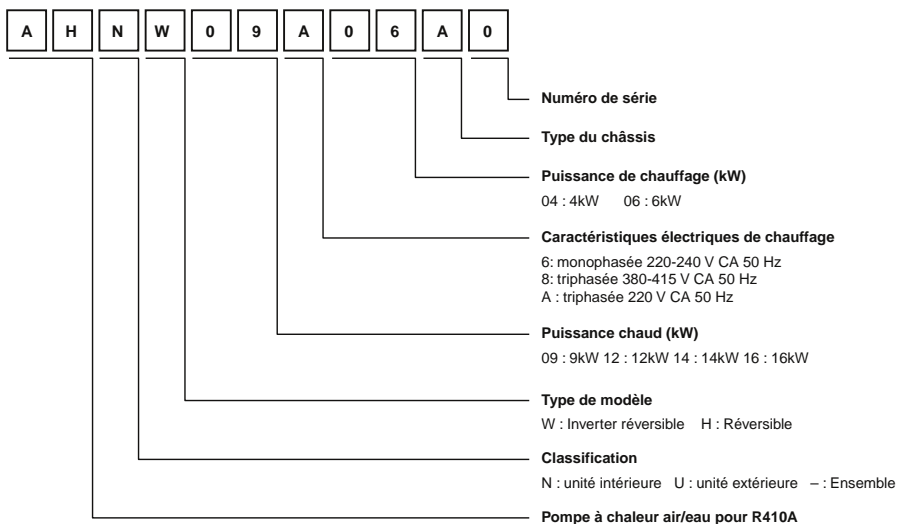 A H N W 0 9 A 0 6 A 0
Numéro de série
Type du châssis
Puissance de chauffage (kW)
04 : 4kW 06 : 6kW
Caractéristiques électriques de chauffage
6: monophasée 220-240 V CA 50 Hz
8: triphasée 380-415 V CA 50 Hz
A : triphasée 220 V CA 50 Hz
Puissance chaud (kW)
09 : 9kW 12 : 12kW 14 : 14kW 16 : 16kW
Type de modèle
W : Inverter réversible H : Réversible
Classification
N : unité intérieure U : unité extérieure – : Ensemble
Pompe à chaleur air/eau pour R410A